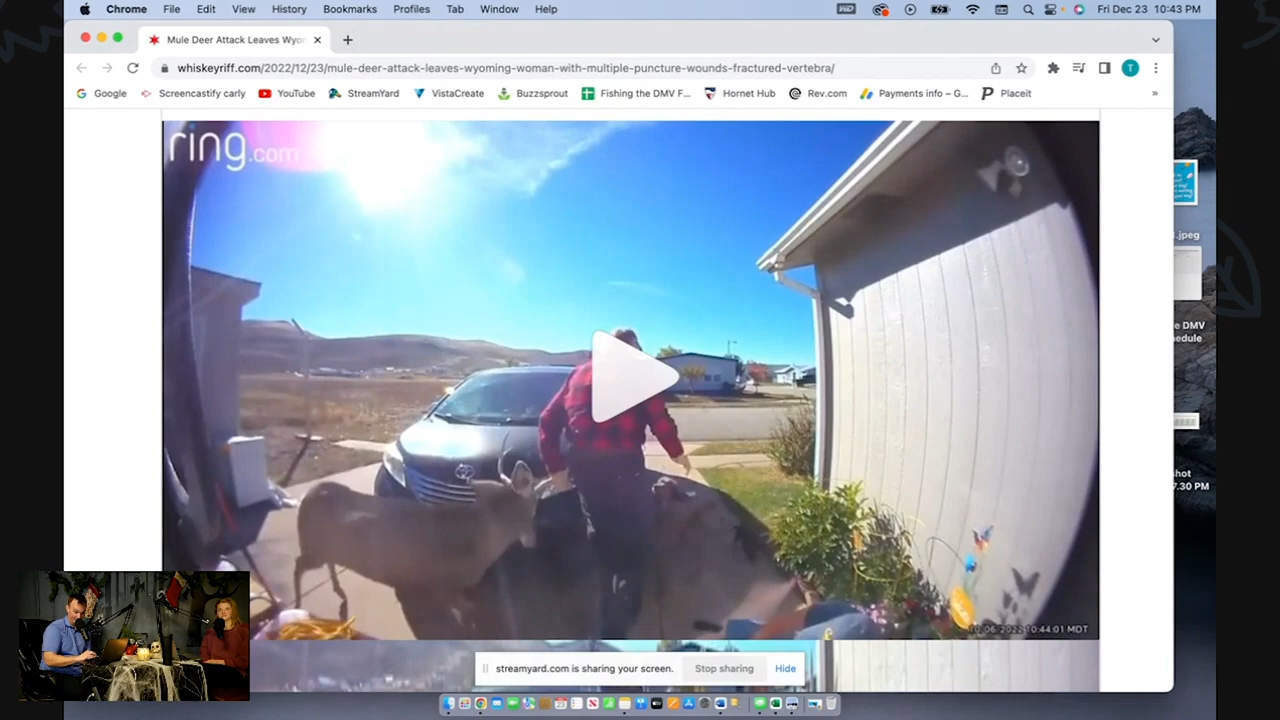 Chrome File Edit View History Bookmarks Profiles Tab Window Help Fri Dec 23 10:43 PM
Mule Deer Attack Leaves Wyo
whiskeyriff.com/2022/12/23/mule-deer-attack-leaves-wyoming-woman-with-multiple-puncture-wounds-fractured-vertebra/
T
Google Screencastify carly YouTube StreamYard VistaCreate Buzzsprout Fishing the DMV F... Hornet Hub Rev.com Payments info – G... Placeit »
ring.com
.jpeg
e DMV
edule
shot
7.30 PM
10/06/2022 10:44:01 MDT
streamyard.com is sharing your screen. Stop sharing Hide